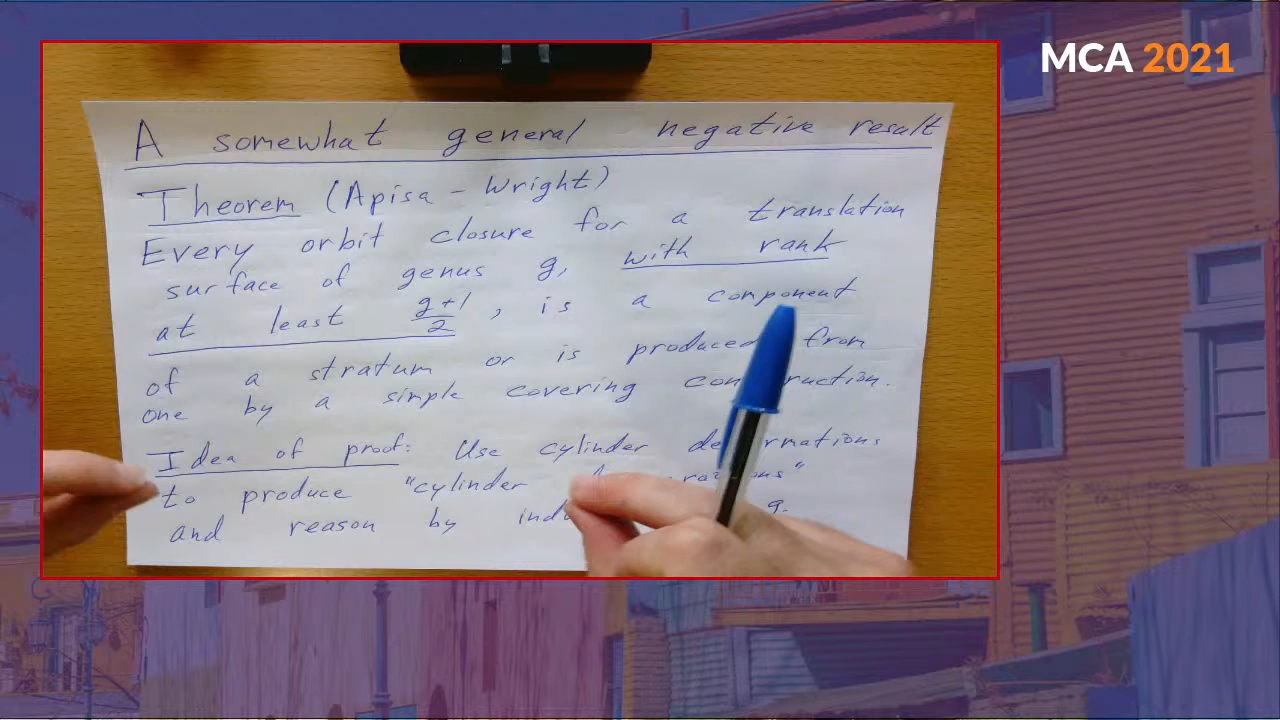 MCA 2021
A somewhat general negative result
Theorem (Apisa - Wright)
Every orbit closure for a translation
surface of genus g, with rank
at least g+1/2, is a component
of a stratum or is produced from
one by a simple covering construction.
Idea of proof: Use cylinder deformations
to produce "cylinder
and reason by g.